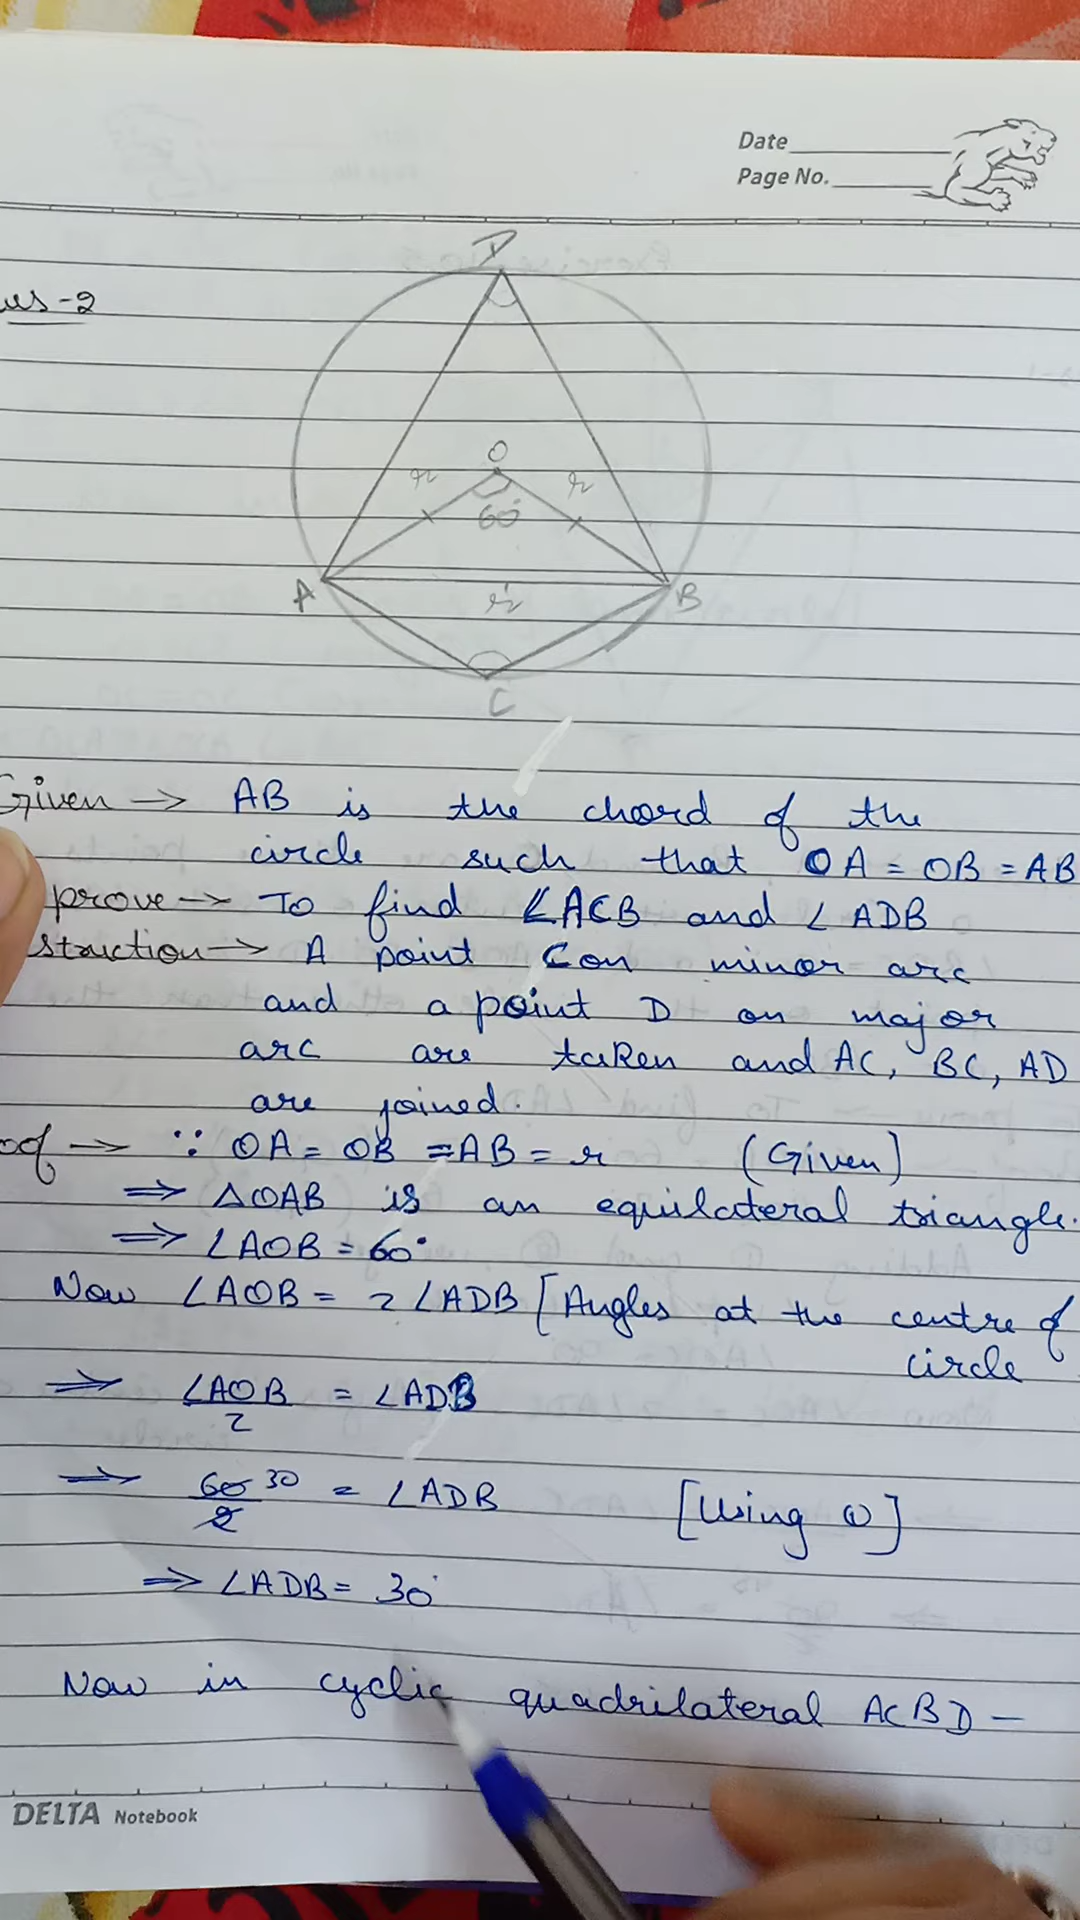 Date
Page No.
D
-2
O
r r
60°
A B
r
C
Given → AB is the chord of the
circle such that OA = OB = AB
prove → To find ∠ACB and ∠ADB
struction → A point C on minor arc
and a point D on major
arc are taken and AC, BC, AD
are joined.
of → ∵ OA = OB = AB = r (Given)
⇒ ΔOAB is an equilateral triangle.
⇒ ∠AOB = 60°
Now ∠AOB = 2 ∠ADB [Angles at the centre of
circle
⇒ ∠AOB/2 = ∠ADB
⇒ 60/2 30 = ∠ADB [Using ①]
⇒ ∠ADB = 30°
Now in cyclic quadrilateral ACBD —
DELTA Notebook